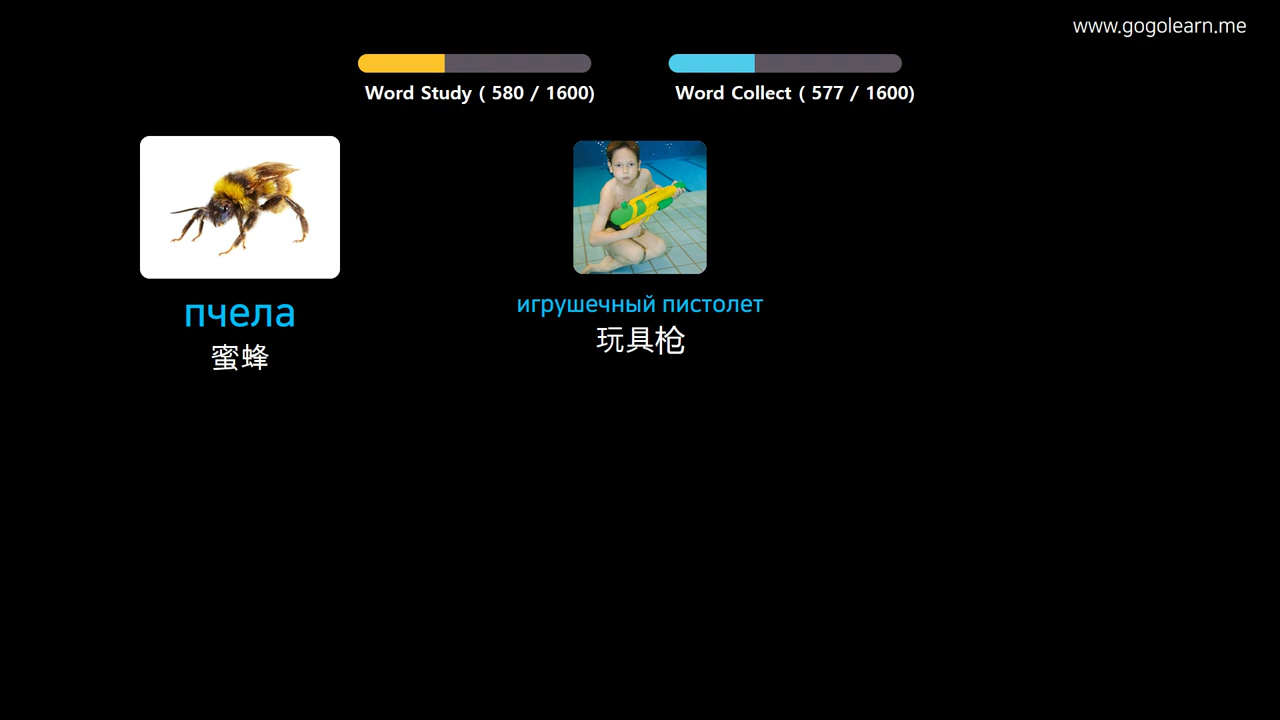 www.gogolearn.me
Word Study ( 580 / 1600)
Word Collect ( 577 / 1600)
пчела
蜜蜂
игрушечный пистолет
玩具枪